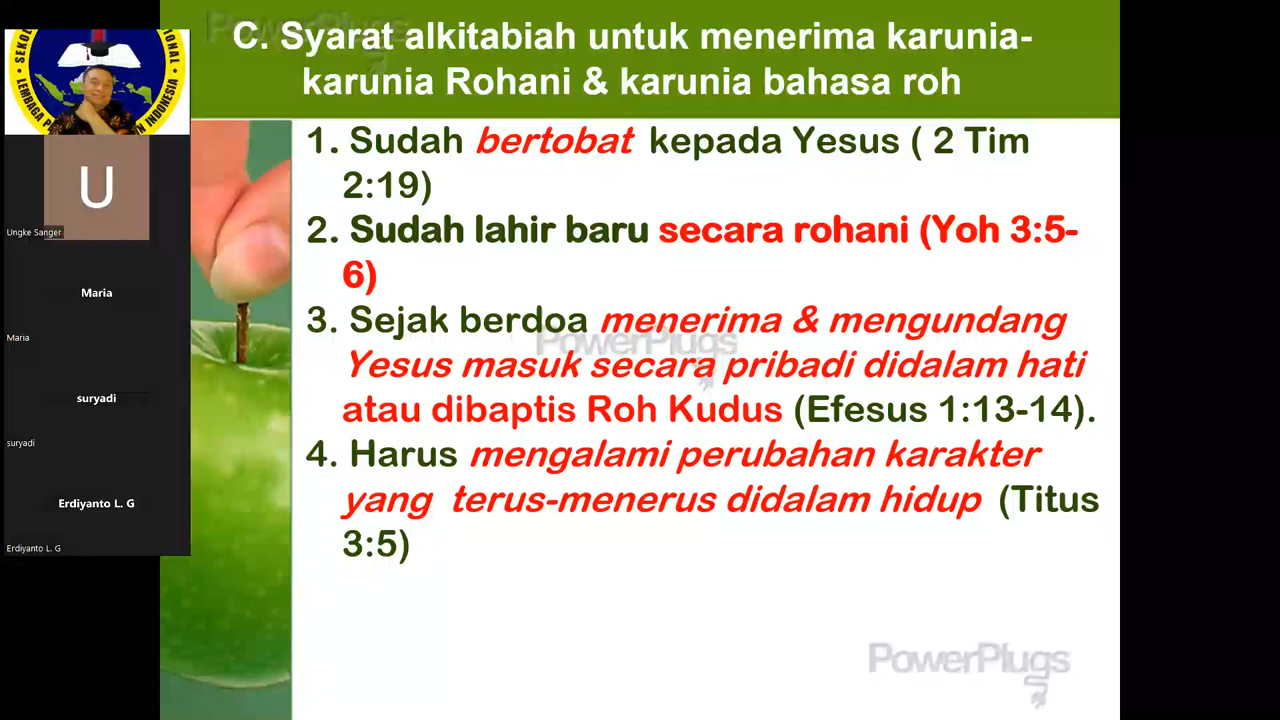 C. Syarat alkitabiah untuk menerima karunia-
karunia Rohani & karunia bahasa roh
1. Sudah bertobat kepada Yesus ( 2 Tim
2:19)
2. Sudah lahir baru secara rohani (Yoh 3:5-
6)
3. Sejak berdoa menerima & mengundang
Yesus masuk secara pribadi didalam hati
atau dibaptis Roh Kudus (Efesus 1:13-14).
4. Harus mengalami perubahan karakter
yang terus-menerus didalam hidup (Titus
3:5)
PowerPlugs
PowerPlugs
PowerPlugs
U
Ungke Sanger
Maria
Maria
suryadi
suryadi
Erdiyanto L. G
Erdiyanto L. G